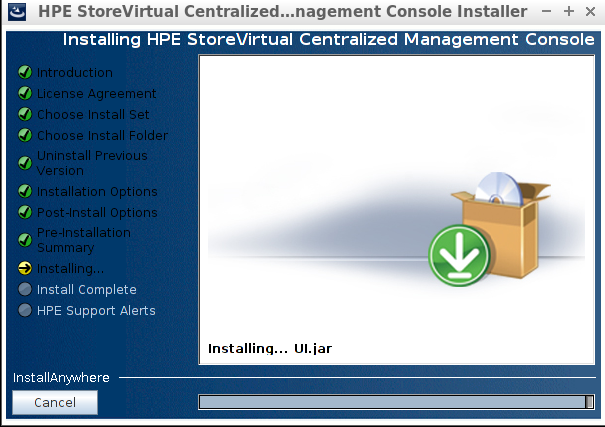 HPE StoreVirtual Centralized...nagement Console Installer
Installing HPE StoreVirtual Centralized Management Console
Introduction
License Agreement
Choose Install Set
Choose Install Folder
Uninstall Previous
Version
Installation Options
Post-Install Options
Pre-Installation
Summary
Installing...
Install Complete
HPE Support Alerts
Installing... UI.jar
InstallAnywhere
Cancel